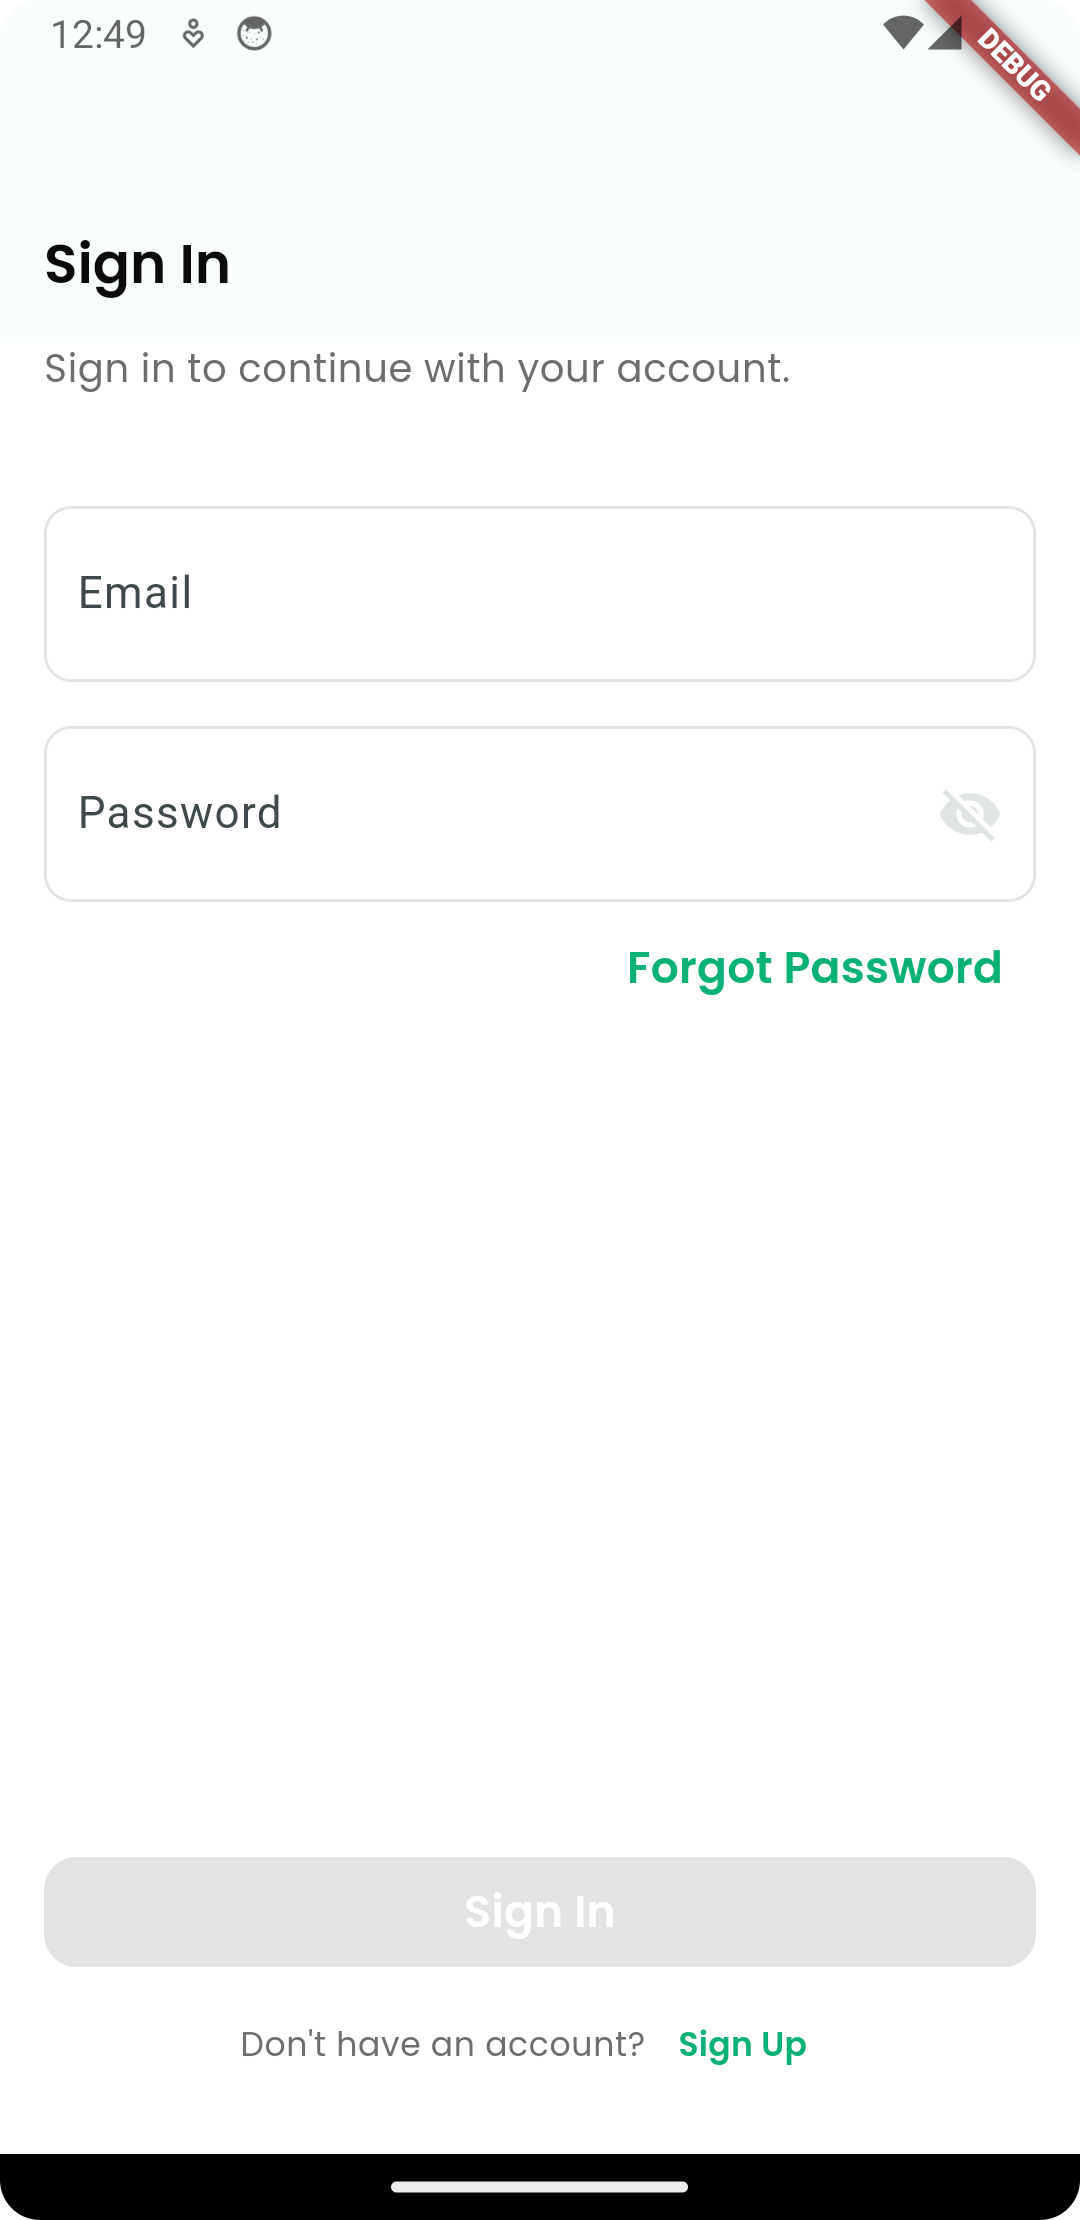 12:49
DEBUG
Sign In
Sign in to continue with your account.
Email
Password
Forgot Password
Sign In
Don't have an account? Sign Up